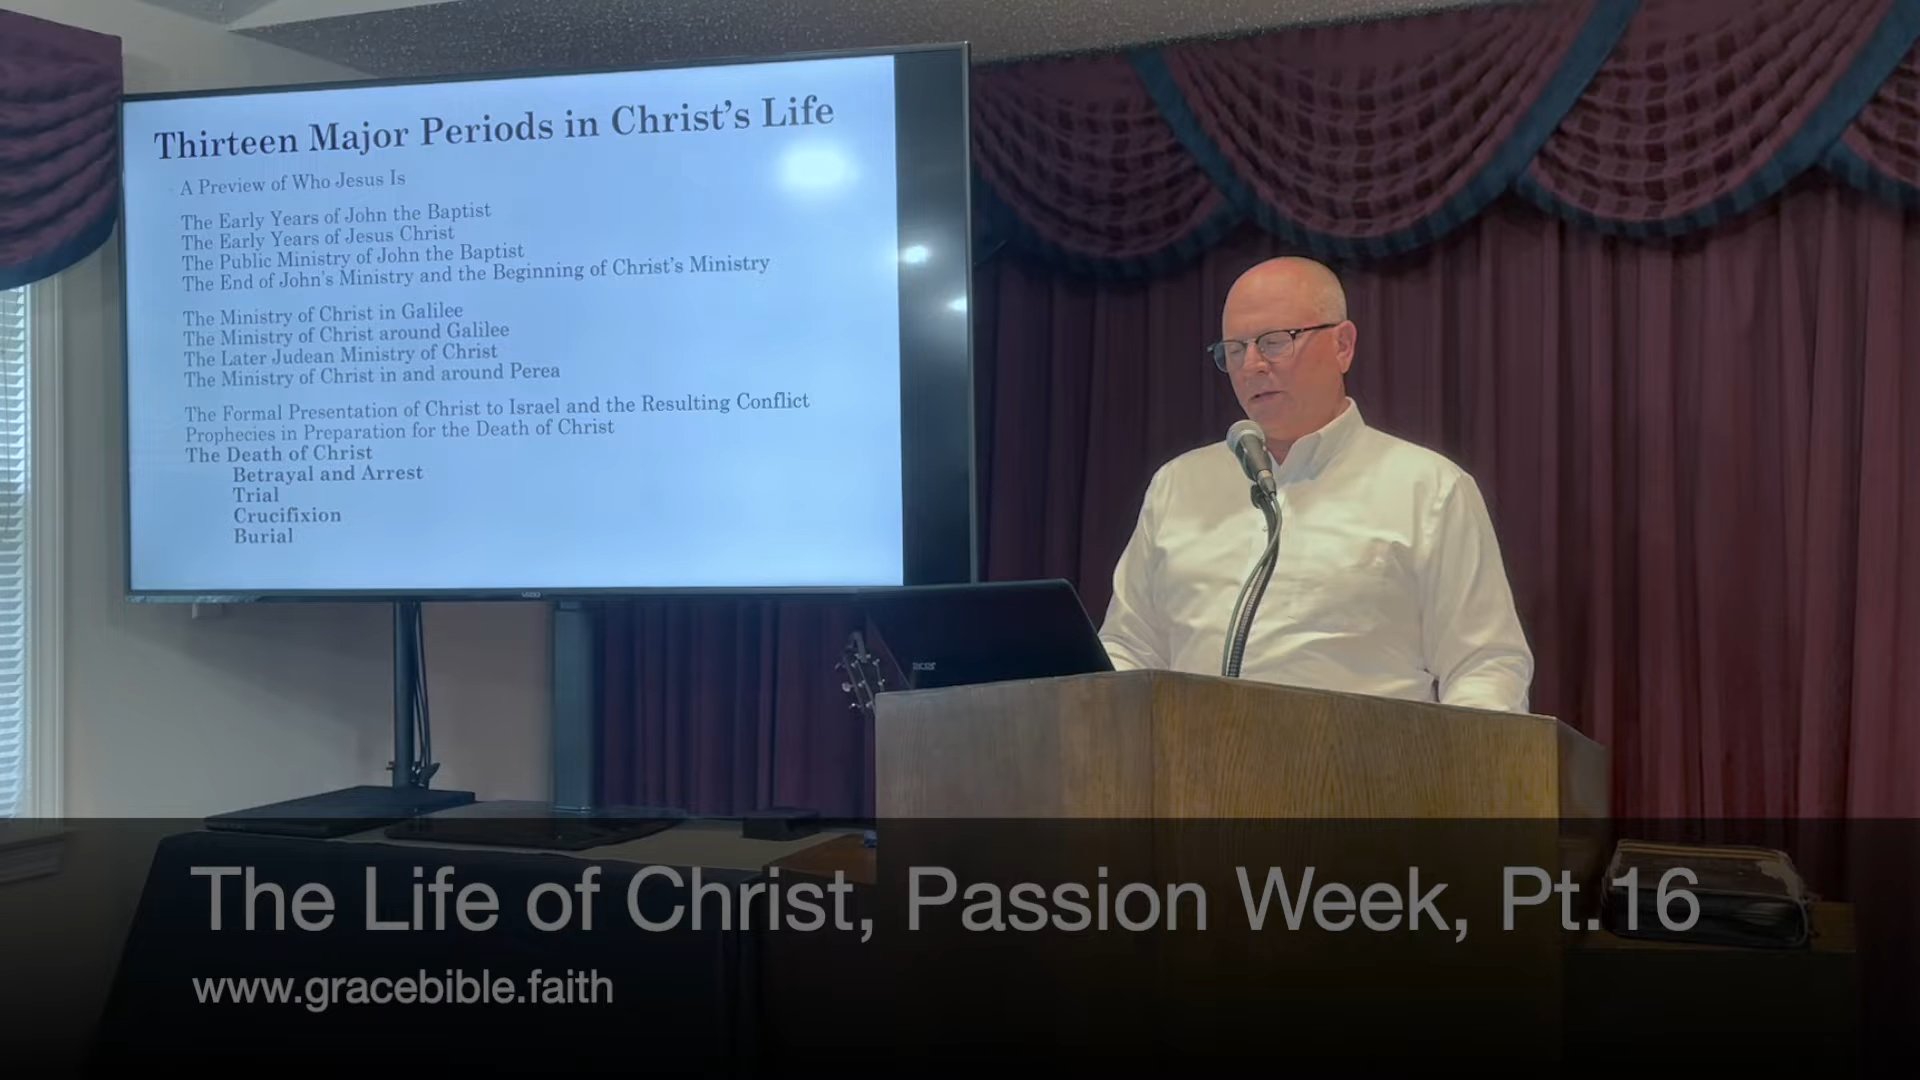 Thirteen Major Periods in Christ's Life
A Preview of Who Jesus Is
The Early Years of John the Baptist
The Early Years of Jesus Christ
The Public Ministry of John the Baptist
The End of John's Ministry and the Beginning of Christ's Ministry
The Ministry of Christ in Galilee
The Ministry of Christ around Galilee
The Later Judean Ministry of Christ
The Ministry of Christ in and around Perea
The Formal Presentation of Christ to Israel and the Resulting Conflict
Prophecies in Preparation for the Death of Christ
The Death of Christ
Betrayal and Arrest
Trial
Crucifixion
Burial
VIZIO
acer
The Life of Christ, Passion Week, Pt.16
www.gracebible.faith